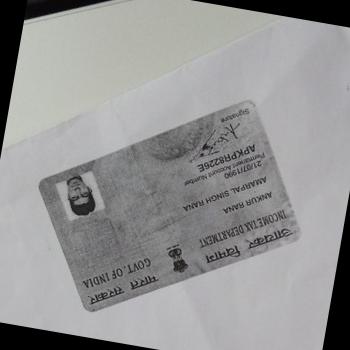 आयकर विभाग भारत सरकार
INCOME TAX DEPARTMENT GOVT. OF INDIA
ANKUR RANA
AMARPAL SINGH RANA
21/07/1990
Permanent Account Number
APKPR8226E
Signature